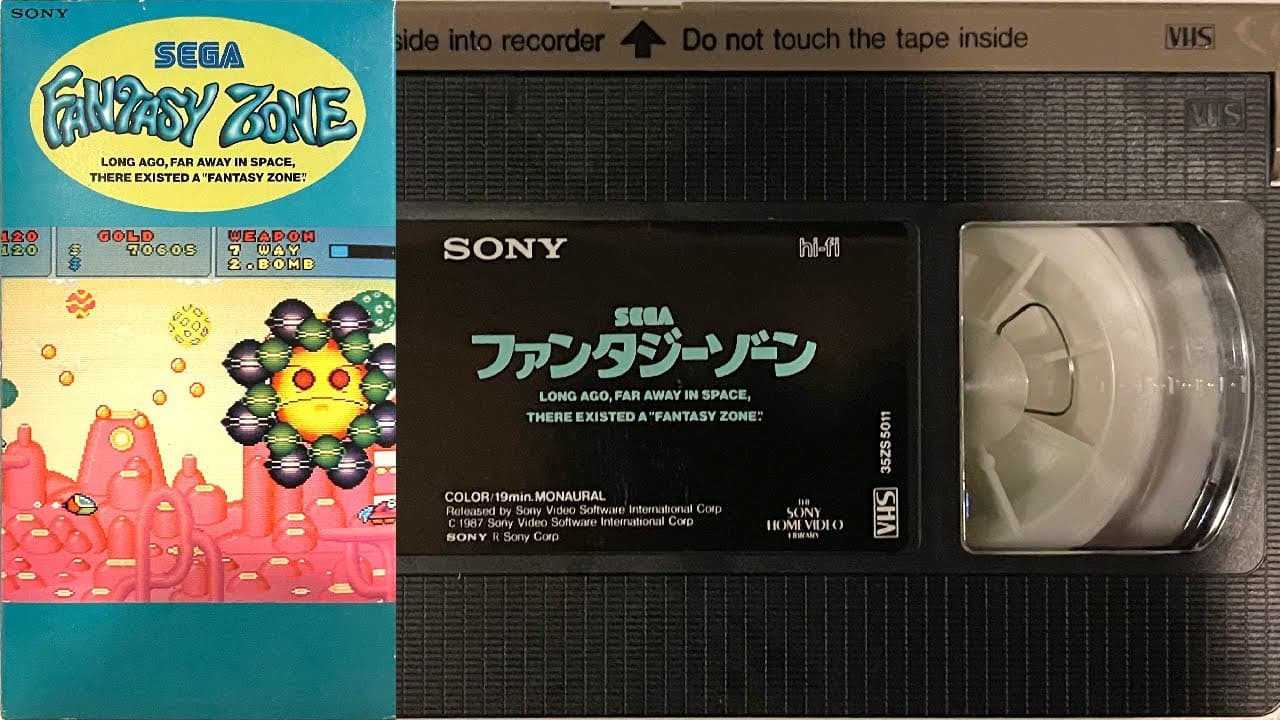 SONY
SEGA
FANTASY ZONE
LONG AGO, FAR AWAY IN SPACE,
THERE EXISTED A "FANTASY ZONE."
120 GOLD WEAPON
120 $ 7060S 7 WAY
$ 2.BOMB
side into recorder Do not touch the tape inside VHS
VHS
SONY hi-fi
SEGA
ファンタジーゾーン
LONG AGO, FAR AWAY IN SPACE,
THERE EXISTED A "FANTASY ZONE."
35ZS5011
COLOR/19min.MONAURAL
Released by Sony Video Software International Corp
C 1987 Sony Video Software International Corp
SONY R Sony Corp
THE
SONY
HOME VIDEO
LIBRARY
VHS